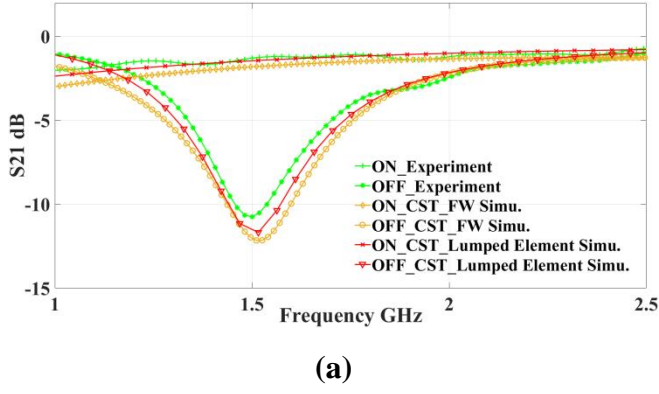 0
-5
-10
-15
S21 dB
ON_Experiment
OFF_Experiment
ON_CST_FW Simu.
OFF_CST_FW Simu.
ON_CST_Lumped Element Simu.
OFF_CST_Lumped Element Simu.
1
1.5
2
2.5
Frequency GHz
(a)